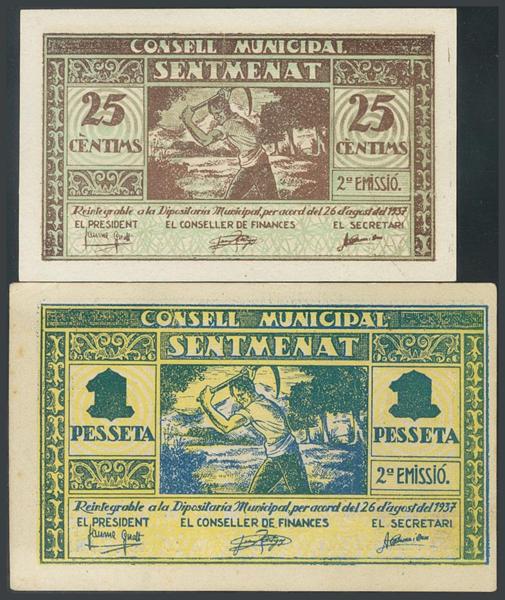 CONSELL MUNICIPAL
SENTMENAT
25 25
CÈNTIMS CÈNTIMS
2ª EMISSIÓ.
Reintegrable a la Dipositaria Municipal, per acord del 26 d'agost del 1937
EL PRESIDENT EL CONSELLER DE FINANCES EL SECRETARI
CONSELL MUNICIPAL
SENTMENAT
1 1
PESSETA PESSETA
2ª EMISSIÓ.
Reintegrable a la Dipositaria Municipal, per acord del 26 d'agost del 1937
EL PRESIDENT EL CONSELLER DE FINANCES EL SECRETARI